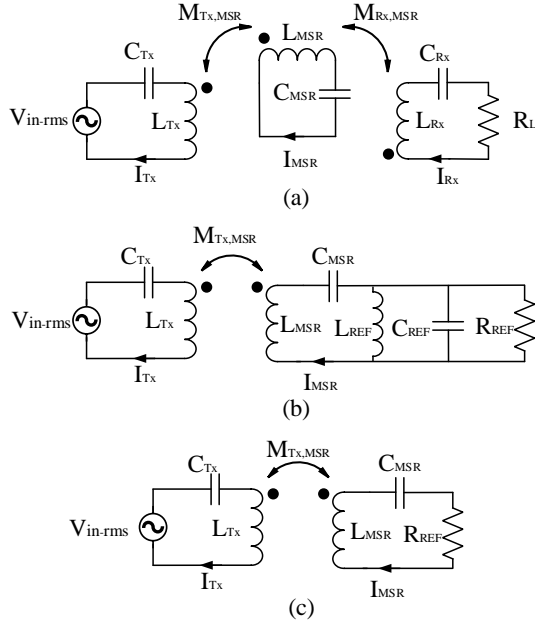 MTx,MSR LMSR MRx,MSR
CTx CRx
CMSR
Vin-rms LTx LRx RL
IMSR
ITx IRx
(a)
MTx,MSR
CTx CMSR
Vin-rms LTx LMSR LREF CREF RREF
ITx IMSR
(b)
MTx,MSR
CTx CMSR
Vin-rms LTx LMSR RREF
ITx IMSR
(c)